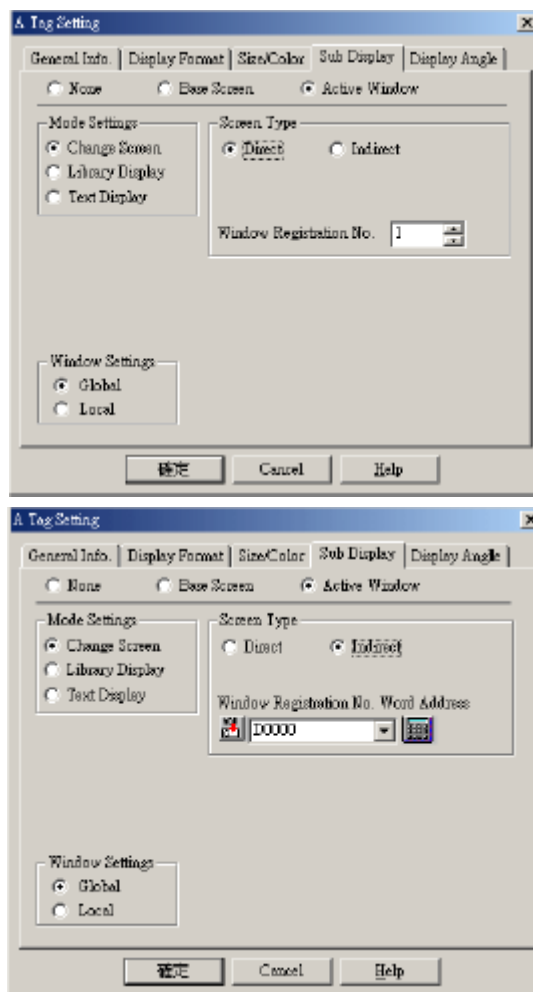 A Tag Setting
General Info. Display Format Size/Color Sub Display Display Angle
None Base Screen Active Window
Mode Settings Screen Type
Change Screen Direct Indirect
Library Display
Text Display
Window Registration No. 1
Window Settings
Global
Local
確定 Cancel Help
A Tag Setting
General Info. Display Format Size/Color Sub Display Display Angle
None Base Screen Active Window
Mode Settings Screen Type
Change Screen Direct Indirect
Library Display
Text Display Window Registration No. Word Address
D0000
Window Settings
Global
Local
確定 Cancel Help